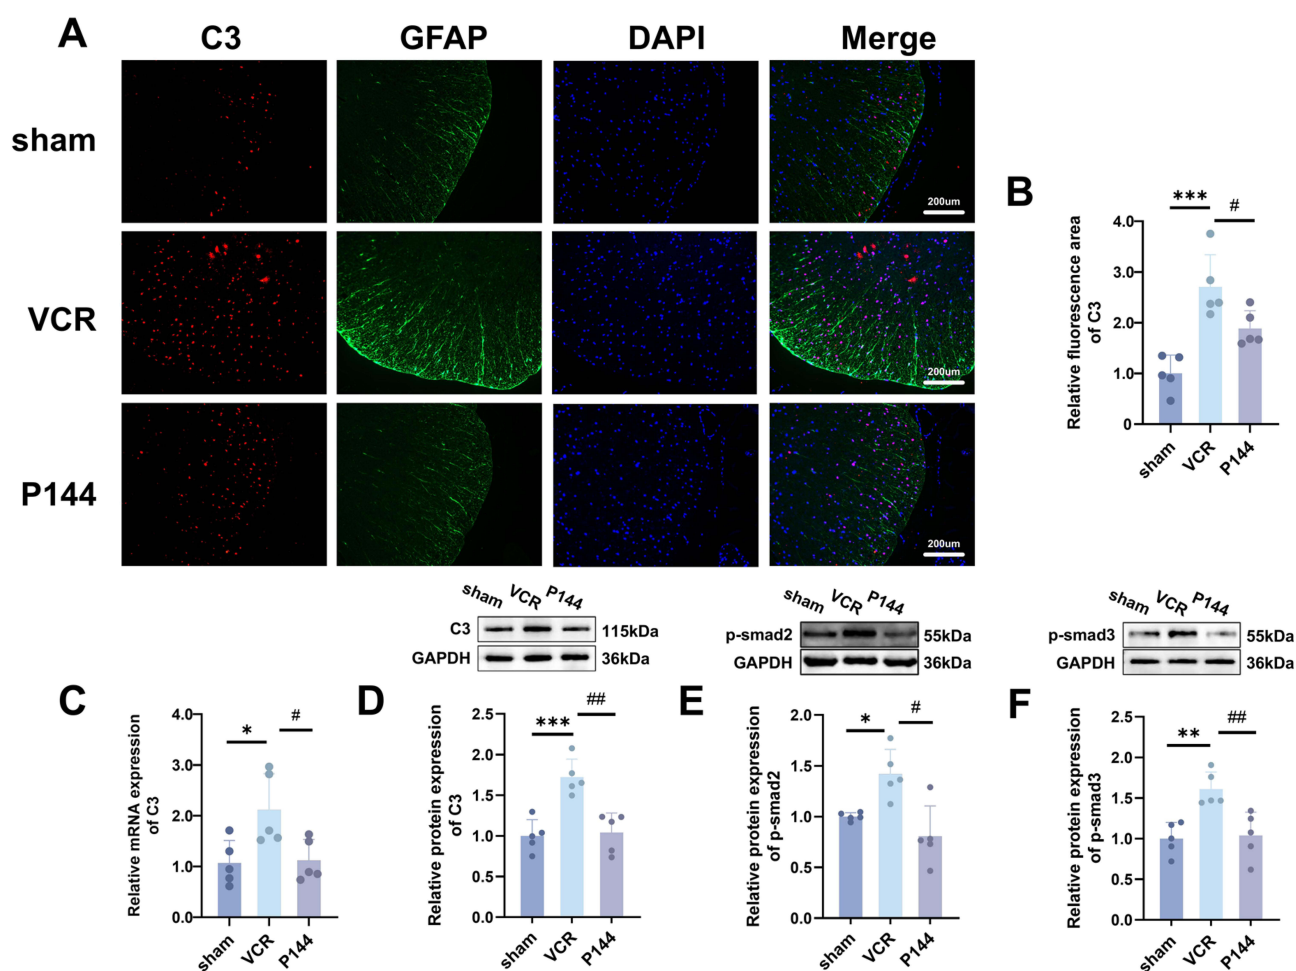 A
C3 GFAP DAPI Merge
sham
200um
VCR
200um
P144
200um
B
Relative fluorescence area
of C3
*** #
4.0
3.0
2.0
1.0
0
sham VCR P144
sham VCR P144
C3 115kDa
GAPDH 36kDa
sham VCR P144
p-smad2 55kDa
GAPDH 36kDa
sham VCR P144
p-smad3 55kDa
GAPDH 36kDa
C
Relative mRNA expression
of C3
* #
4.0
3.0
2.0
1.0
0.0
sham VCR P144
D
Relative protein expression
of C3
*** ##
2.5
2.0
1.5
1.0
0.5
0.0
sham VCR P144
E
Relative protein expression
of p-smad2
* #
2.0
1.5
1.0
0.5
0.0
sham VCR P144
F
Relative protein expression
of p-smad3
** ##
2.5
2.0
1.5
1.0
0.5
0.0
sham VCR P144